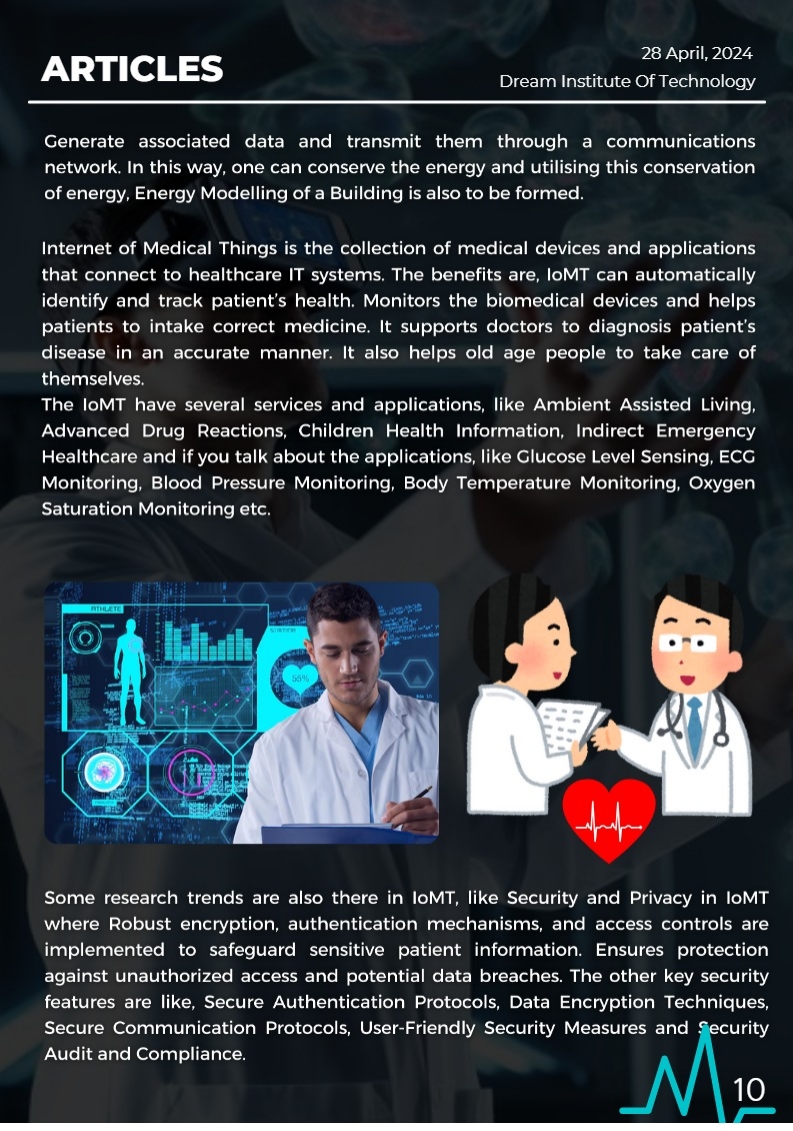 ARTICLES
28 April, 2024
Dream Institute Of Technology
Generate associated data and transmit them through a communications
network. In this way, one can conserve the energy and utilising this conservation
of energy, Energy Modelling of a Building is also to be formed.
Internet of Medical Things is the collection of medical devices and applications
that connect to healthcare IT systems. The benefits are, IoMT can automatically
identify and track patient's health. Monitors the biomedical devices and helps
patients to intake correct medicine. It supports doctors to diagnosis patient's
disease in an accurate manner. It also helps old age people to take care of
themselves.
The IoMT have several services and applications, like Ambient Assisted Living,
Advanced Drug Reactions, Children Health Information, Indirect Emergency
Healthcare and if you talk about the applications, like Glucose Level Sensing, ECG
Monitoring, Blood Pressure Monitoring, Body Temperature Monitoring, Oxygen
Saturation Monitoring etc.
ATHLETE
55%
Some research trends are also there in IoMT, like Security and Privacy in IoMT
where Robust encryption, authentication mechanisms, and access controls are
implemented to safeguard sensitive patient information. Ensures protection
against unauthorized access and potential data breaches. The other key security
features are like, Secure Authentication Protocols, Data Encryption Techniques,
Secure Communication Protocols, User-Friendly Security Measures and Security
Audit and Compliance.
10